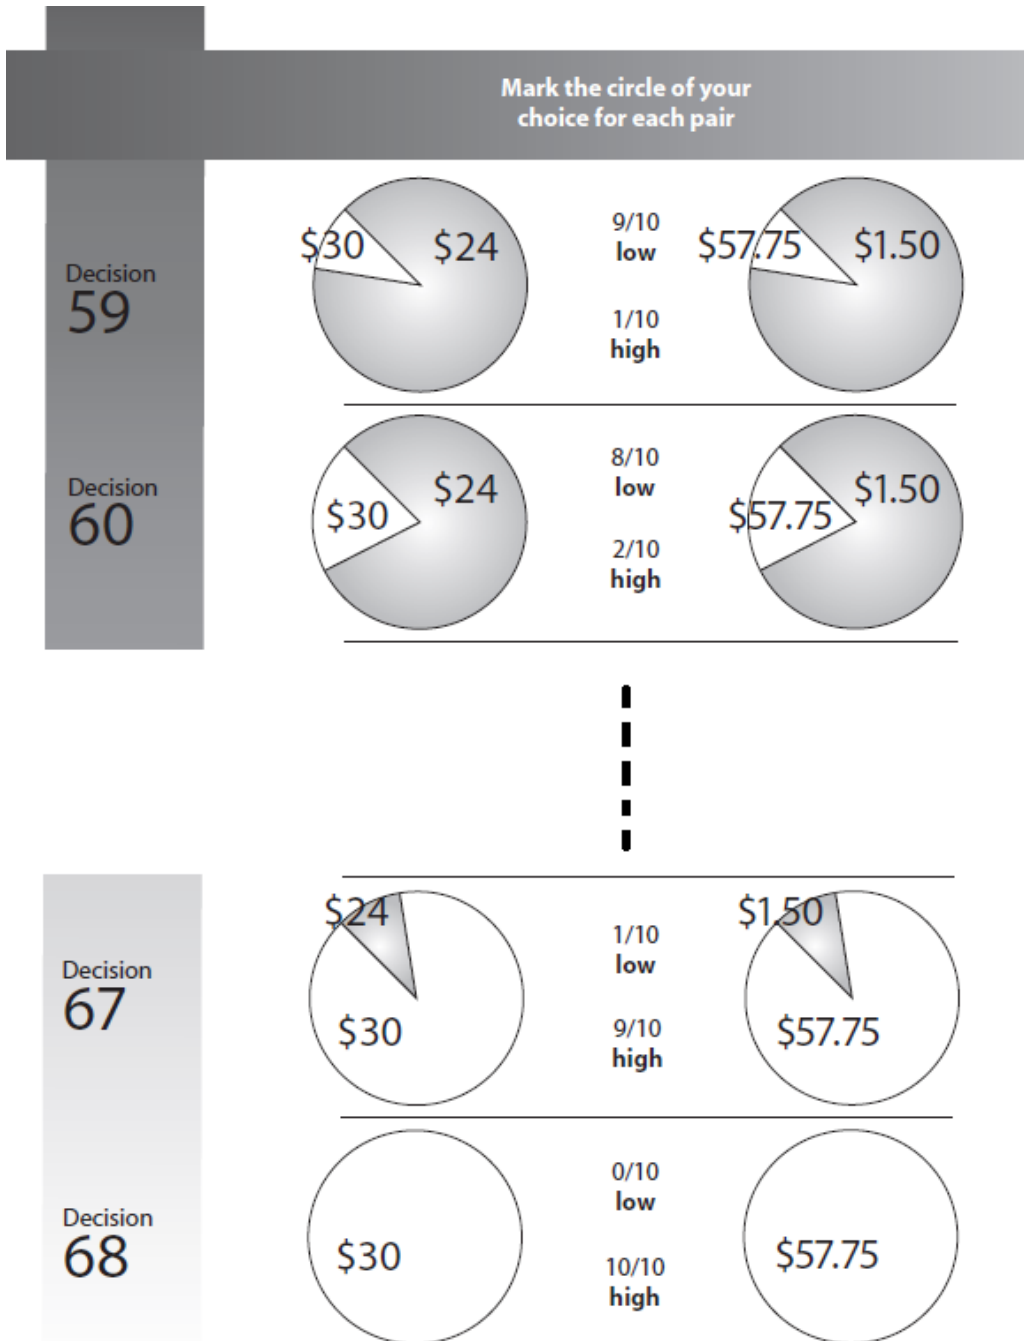 Mark the circle of your
choice for each pair
Decision
59
$30
$24
9/10
low
1/10
high
$57.75
$1.50
Decision
60
$30
$24
8/10
low
2/10
high
$57.75
$1.50
Decision
67
$24
$30
1/10
low
9/10
high
$1.50
$57.75
Decision
68
$30
0/10
low
10/10
high
$57.75